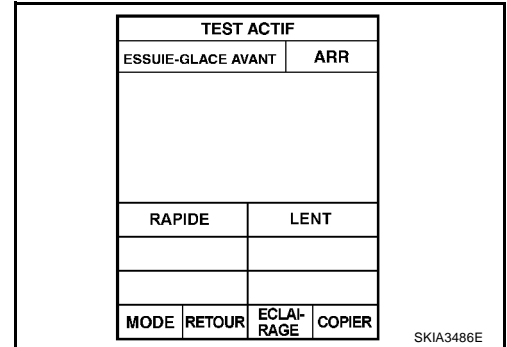 TEST ACTIF
ESSUIE-GLACE AVANT ARR
RAPIDE LENT
MODE RETOUR ECLAI-
RAGE COPIER
SKIA3486E